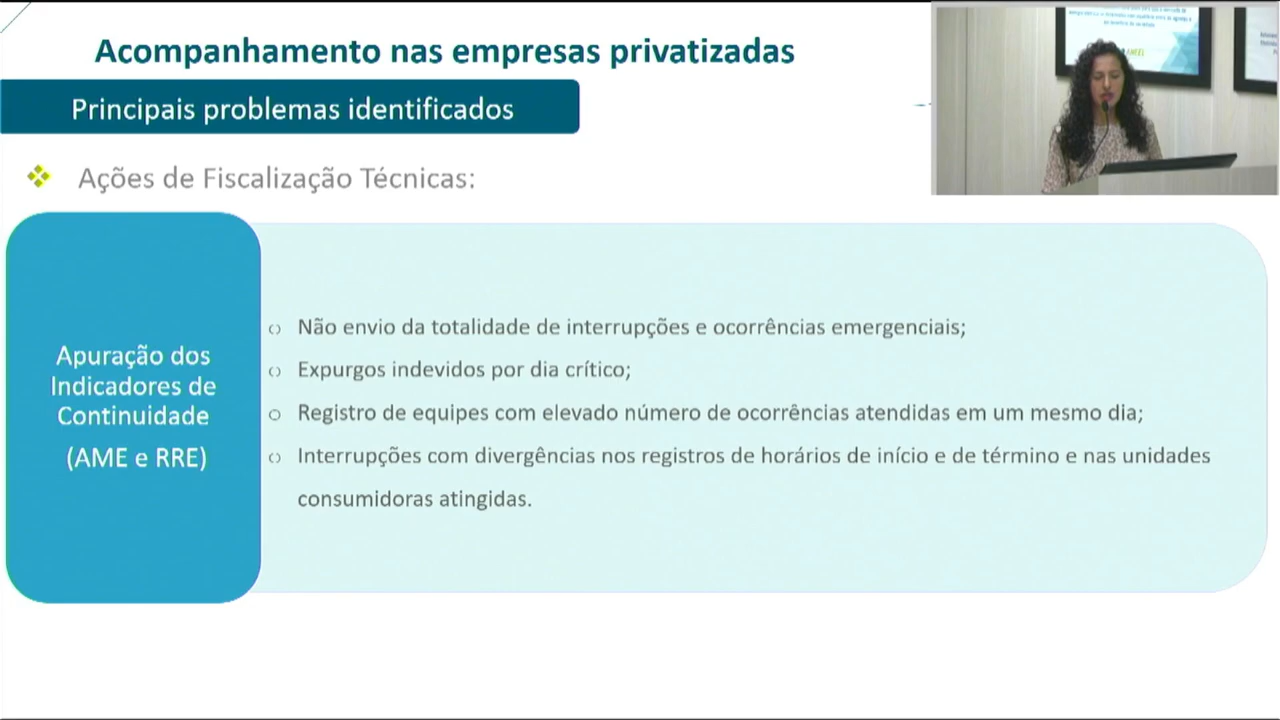 Acompanhamento nas empresas privatizadas
Principais problemas identificados
Ações de Fiscalização Técnicas:
Apuração dos
Indicadores de
Continuidade
(AME e RRE)
Não envio da totalidade de interrupções e ocorrências emergenciais;
Expurgos indevidos por dia crítico;
Registro de equipes com elevado número de ocorrências atendidas em um mesmo dia;
Interrupções com divergências nos registros de horários de início e de término e nas unidades
consumidoras atingidas.